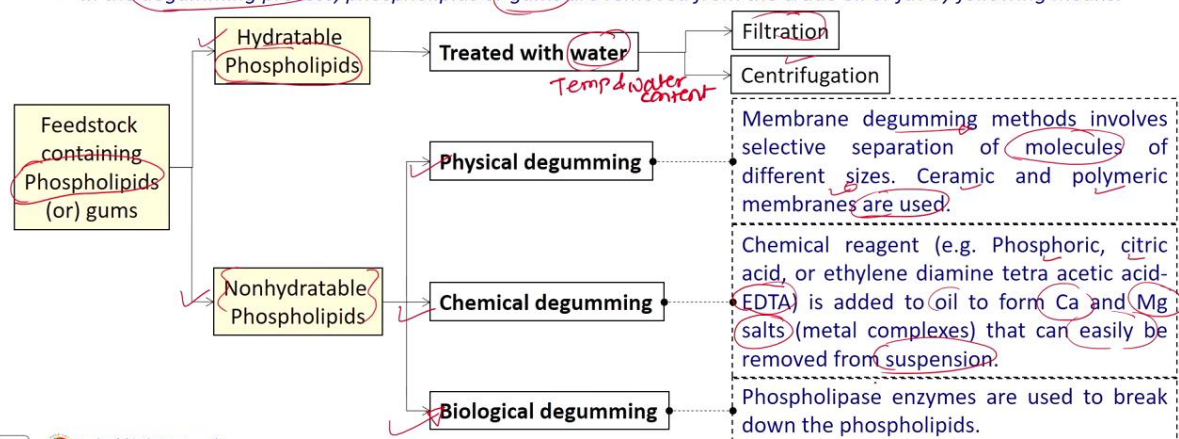 Hydratable
Phospholipids
Treated with water
Filtration
Centrifugation
Temp & water
content
Feedstock
containing
Phospholipids
(or) gums
Physical degumming
Membrane degumming methods involves
selective separation of molecules of
different sizes. Ceramic and polymeric
membranes are used.
Nonhydratable
Phospholipids
Chemical degumming
Chemical reagent (e.g. Phosphoric, citric
acid, or ethylene diamine tetra acetic acid-
EDTA) is added to oil to form Ca and Mg
salts (metal complexes) that can easily be
removed from suspension.
Biological degumming
Phospholipase enzymes are used to break
down the phospholipids.